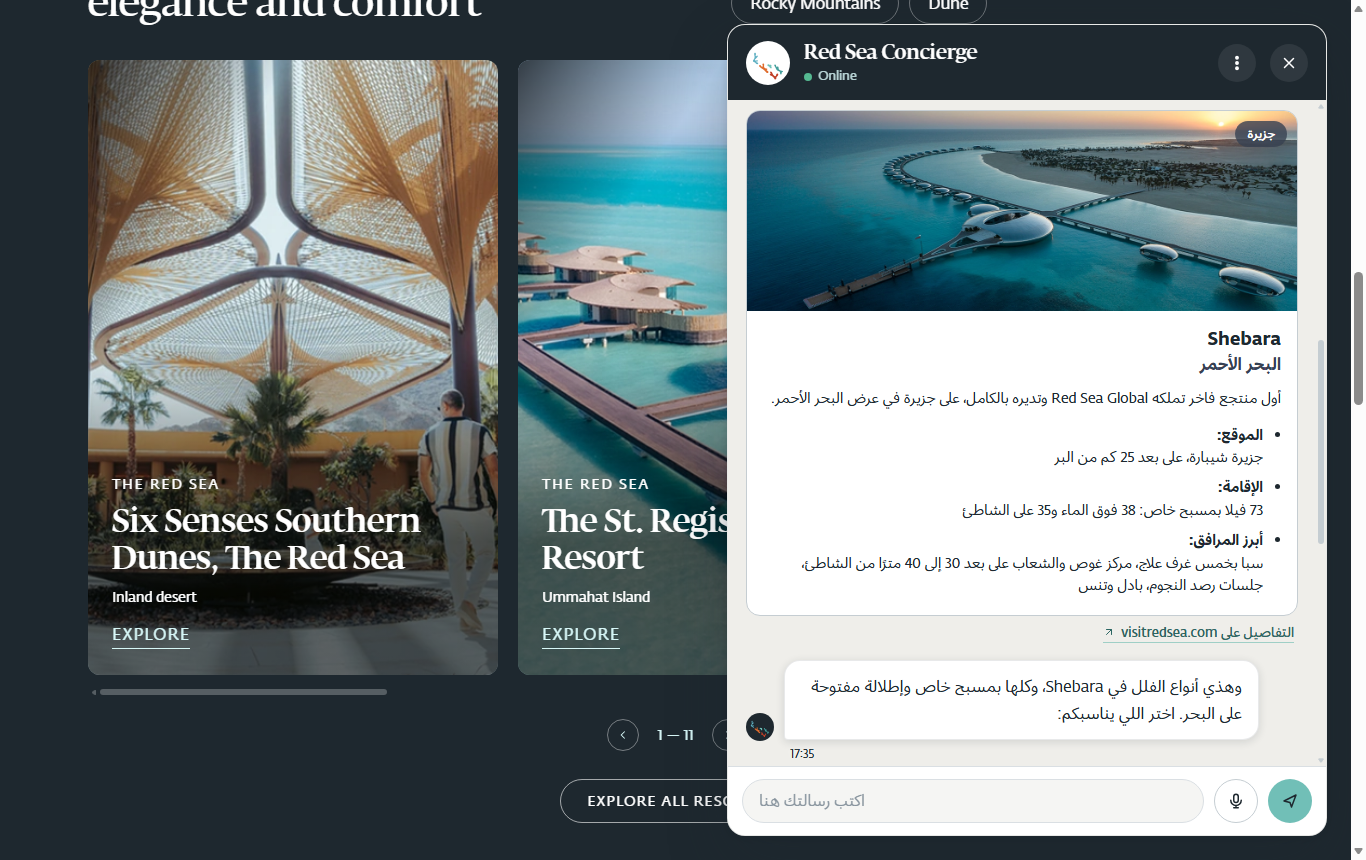 elegance and comfort
Rocky Mountains
Dune
THE RED SEA
Six Senses Southern
Dunes, The Red Sea
Inland desert
EXPLORE
THE RED SEA
The St. Regis
Resort
Ummahat Island
EXPLORE
1 — 11
EXPLORE ALL RESO
Red Sea Concierge
Online
جزيرة
Shebara
البحر الأحمر
أول منتجع فاخر تملكه Red Sea Global وتديره بالكامل، على جزيرة في عرض البحر الأحمر.
• الموقع:
جزيرة شيبارة، على بعد 25 كم من البر
• الإقامة:
73 فيلا بمسبح خاص: 38 فوق الماء و35 على الشاطئ
• أبرز المرافق:
سبا بخمس غرف علاج، مركز غوص والشعاب على بعد 30 إلى 40 مترًا من الشاطئ،
جلسات رصد النجوم، بادل وتنس
التفاصيل على visitredsea.com
وهذي أنواع الفلل في Shebara، وكلها بمسبح خاص وإطلالة مفتوحة
على البحر. اختر اللي يناسبكم:
17:35
اكتب رسالتك هنا